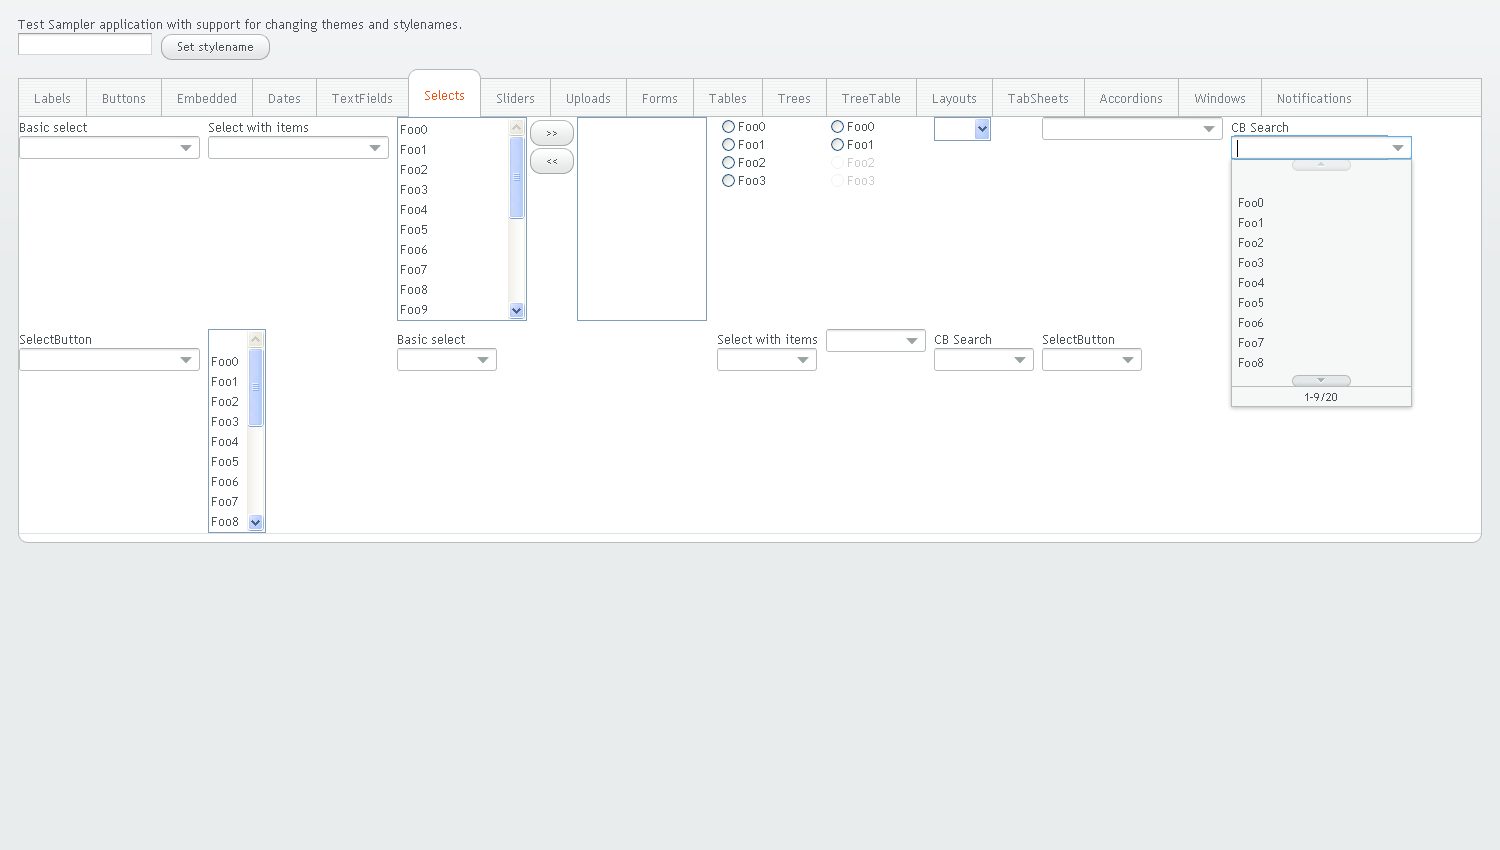 Test Sampler application with support for changing themes and stylenames.
Set stylename
Labels Buttons Embedded Dates TextFields Selects Sliders Uploads Forms Tables Trees TreeTable Layouts TabSheets Accordions Windows Notifications
Basic select
Select with items
Foo0
Foo1
Foo2
Foo3
Foo4
Foo5
Foo6
Foo7
Foo8
Foo9
>>
<<
Foo0
Foo1
Foo2
Foo3
Foo0
Foo1
Foo2
Foo3
CB Search
Foo0
Foo1
Foo2
Foo3
Foo4
Foo5
Foo6
Foo7
Foo8
1-9/20
SelectButton
Foo0
Foo1
Foo2
Foo3
Foo4
Foo5
Foo6
Foo7
Foo8
Basic select
Select with items
CB Search
SelectButton